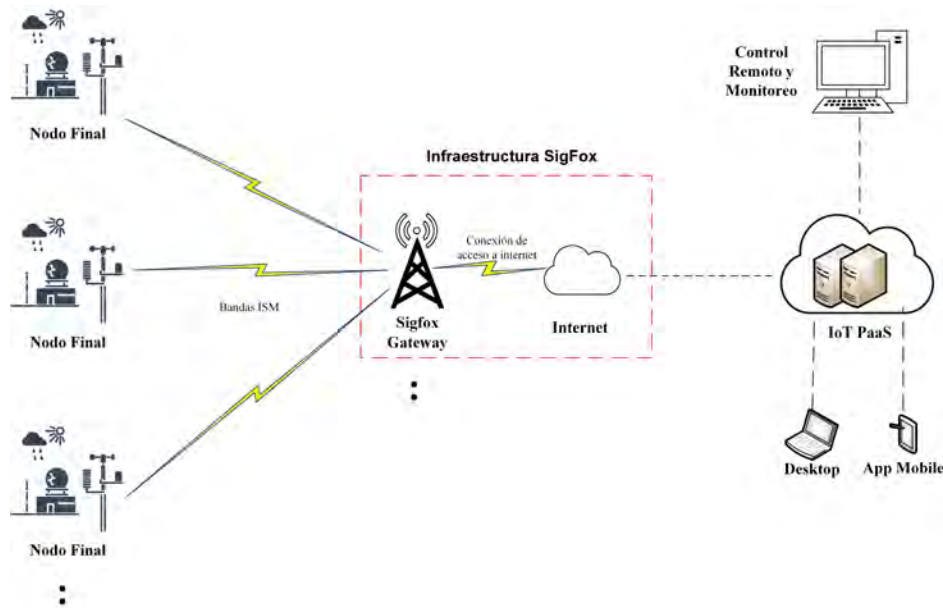 Nodo Final
Nodo Final
Bandas ISM
Nodo Final
Infraestructura SigFox
Conexión de
acceso a internet
Sigfox
Gateway
Internet
Control
Remoto y
Monitoreo
IoT PaaS
Desktop
App Mobile